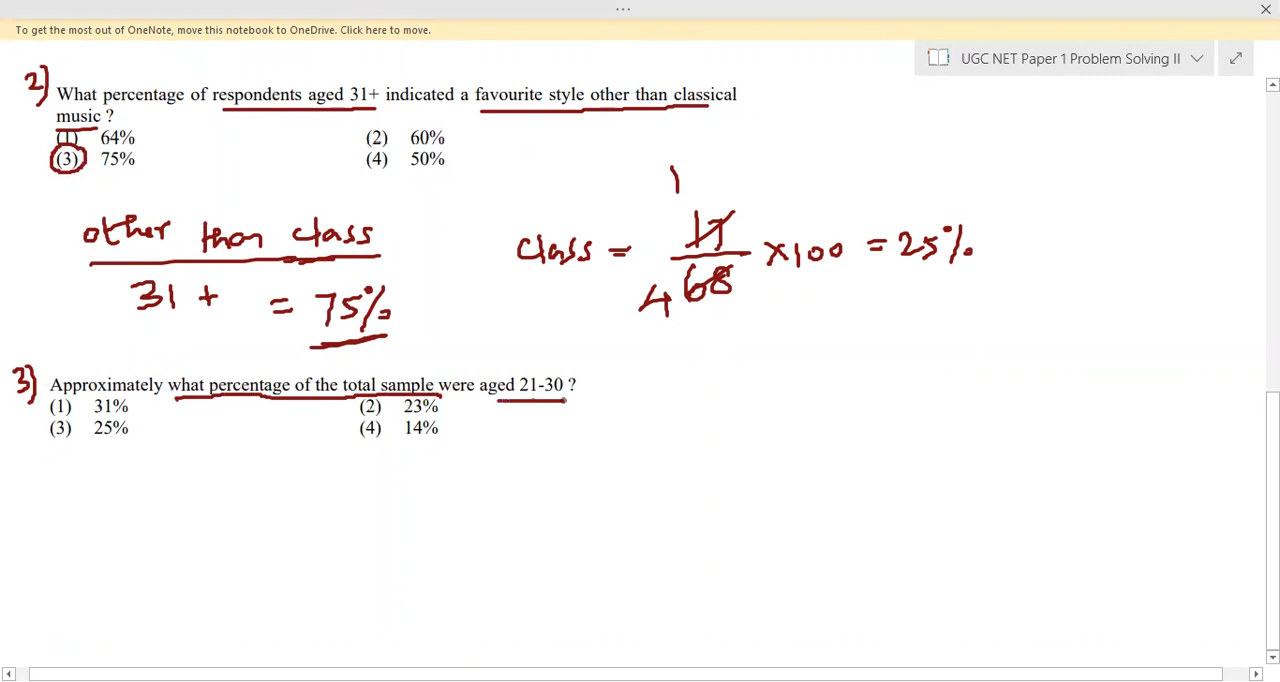 To get the most out of OneNote, move this notebook to OneDrive. Click here to move.
UGC NET Paper 1 Problem Solving II
2) What percentage of respondents aged 31+ indicated a favourite style other than classical
music ?
(1) 64% (2) 60%
(3) 75% (4) 50%
other than class
31 + = 75%
1
class = 17/68 ×100 = 25%
4
3) Approximately what percentage of the total sample were aged 21-30 ?
(1) 31% (2) 23%
(3) 25% (4) 14%